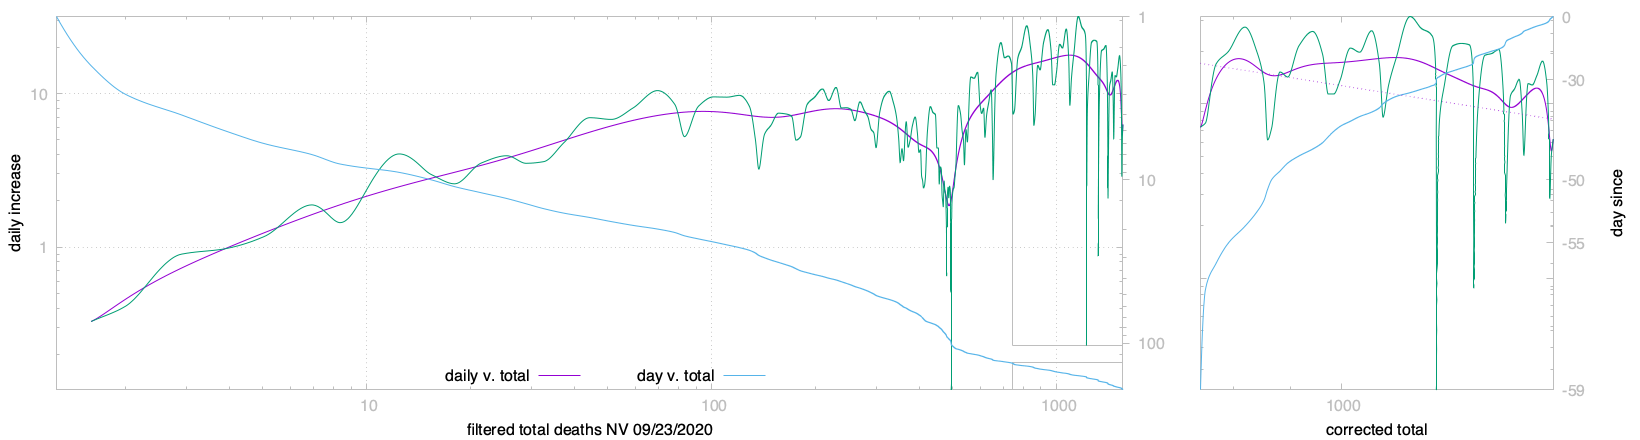 daily increase
10
1
daily v. total
day v. total
10
100
1000
filtered total deaths NV 09/23/2020
1
10
100
0
-30
-50
-55
-59
day since
1000
corrected total